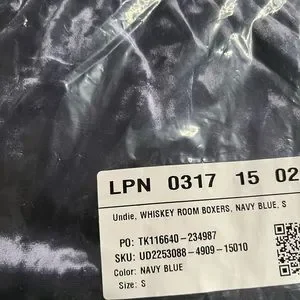 LPN 0317 15 02
Undie, WHISKEY ROOM BOXERS, NAVY BLUE, S
PO: TK116640-234987
SKU: UD2253088-4909-15010
Color: NAVY BLUE
Size: S